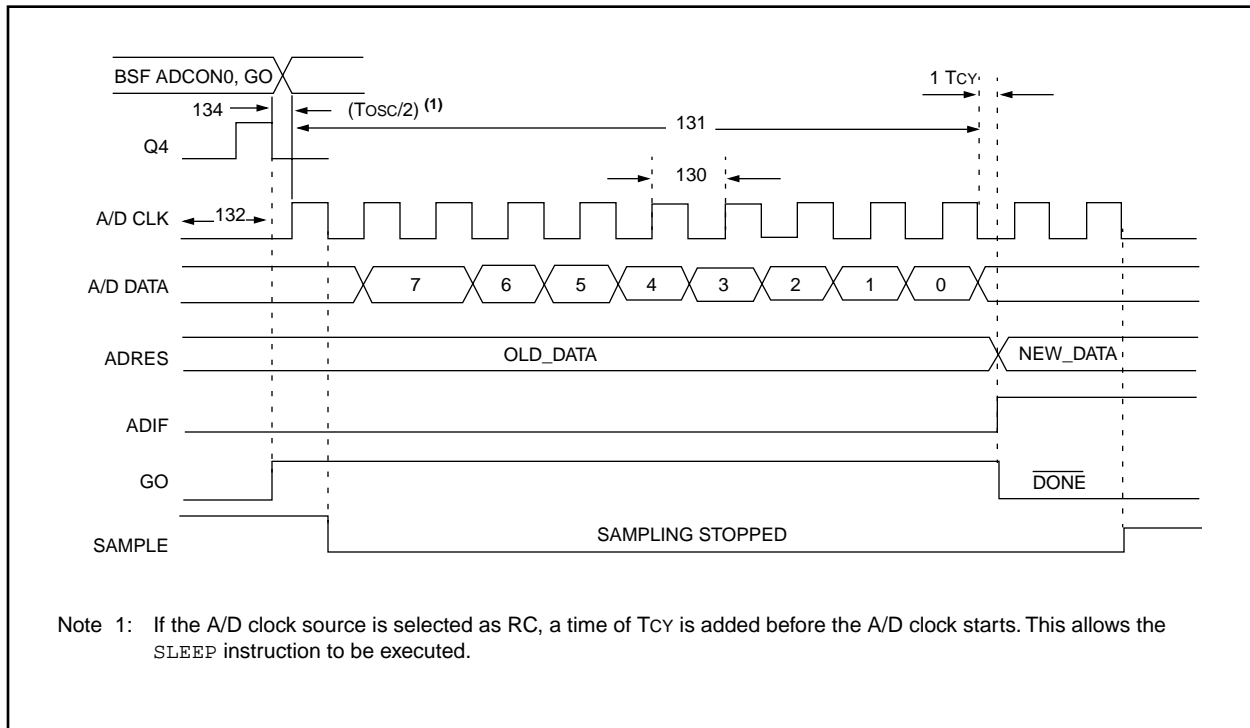 BSF ADCON0, GO
1 TCY
134
(TOSC/2) (1)
131
Q4
130
A/D CLK
132
A/D DATA
7 6 5 4 3 2 1 0
ADRES
OLD_DATA
NEW_DATA
ADIF
GO
DONE
SAMPLE
SAMPLING STOPPED
Note 1: If the A/D clock source is selected as RC, a time of TCY is added before the A/D clock starts. This allows the
SLEEP instruction to be executed.